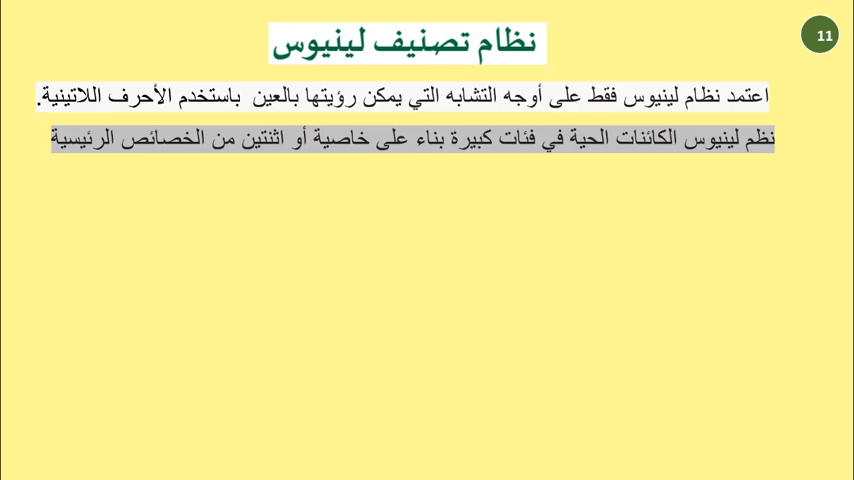 11
نظام تصنيف لينيوس
اعتمد نظام لينيوس فقط على أوجه التشابه التي يمكن رؤيتها بالعين باستخدم الأحرف اللاتينية.
نظم لينيوس الكائنات الحية في فئات كبيرة بناء على خاصية أو اثنتين من الخصائص الرئيسية